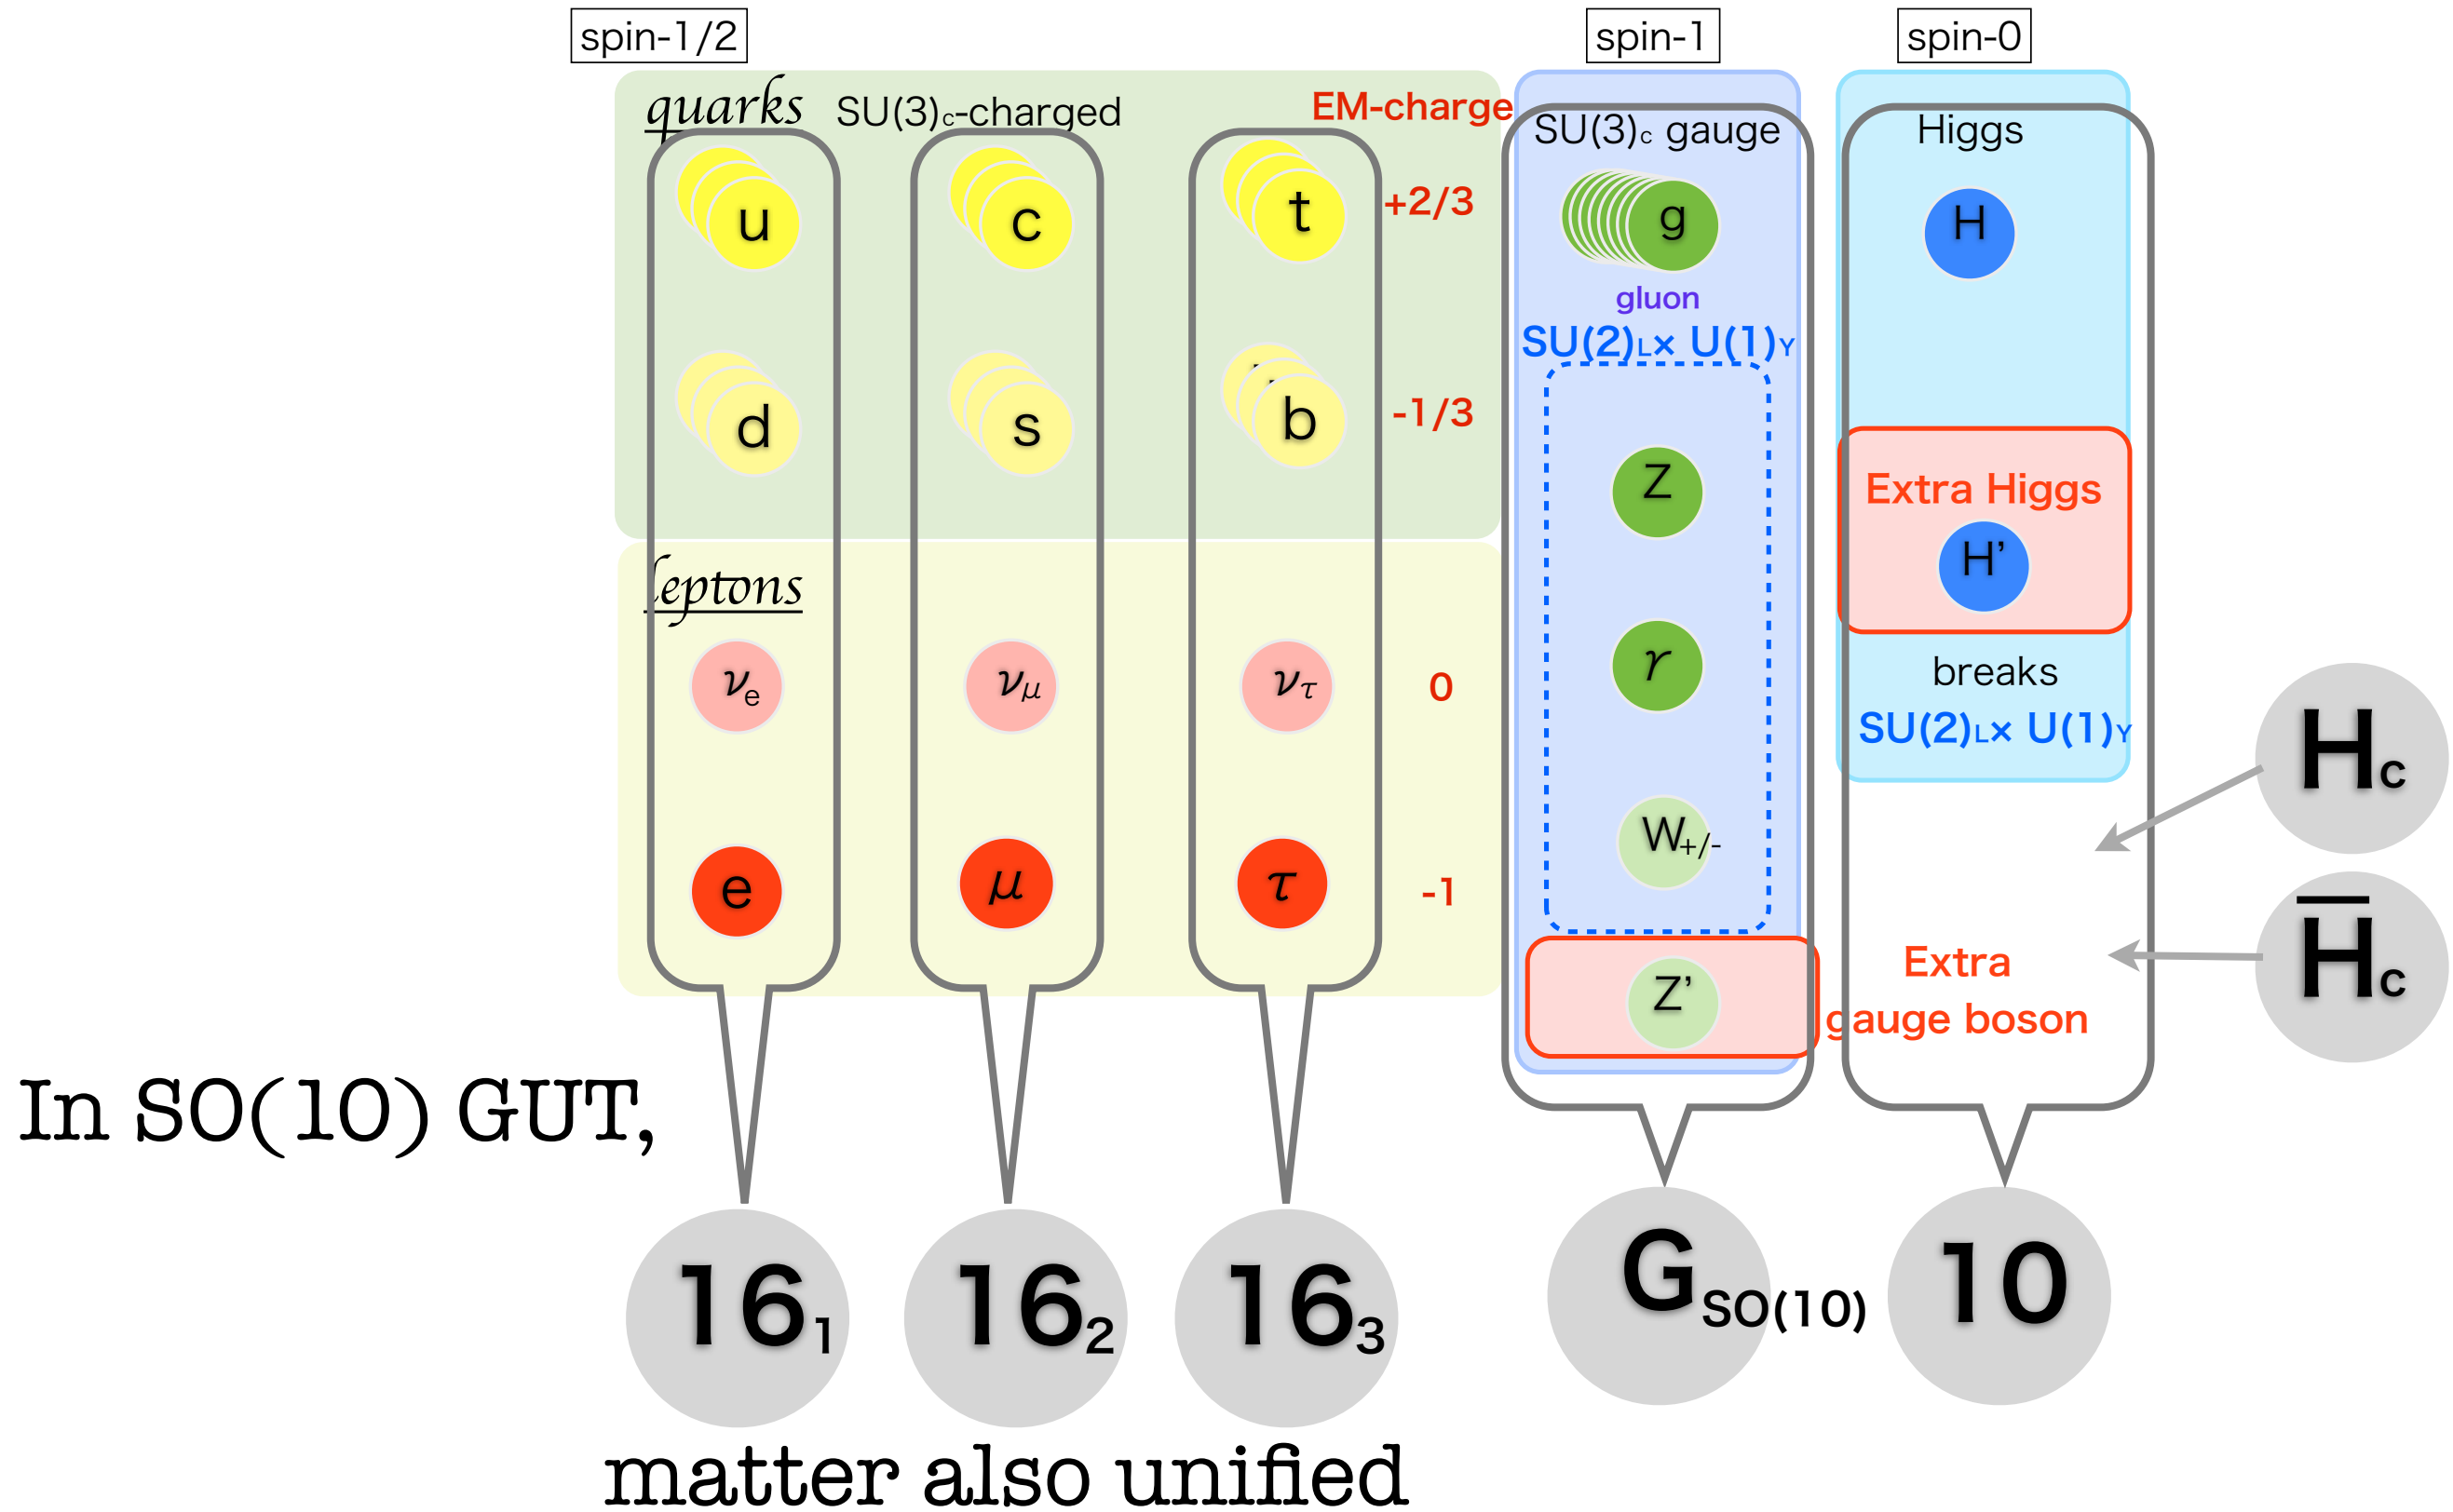 spin-1/2
spin-1
spin-0
quarks
SU(3)c-charged
EM-charge
SU(3)c gauge
Higgs
u
c
t
+2/3
g
H
gluon
SU(2)L× U(1)Y
d
s
b
-1/3
Z
Extra Higgs
H'
leptons
νe
νμ
ντ
0
γ
breaks
SU(2)L× U(1)Y
Hc
W+/-
e
μ
τ
-1
H̅c
Z'
Extra
gauge boson
In SO(10) GUT,
161
162
163
GSO(10)
10
matter also unified